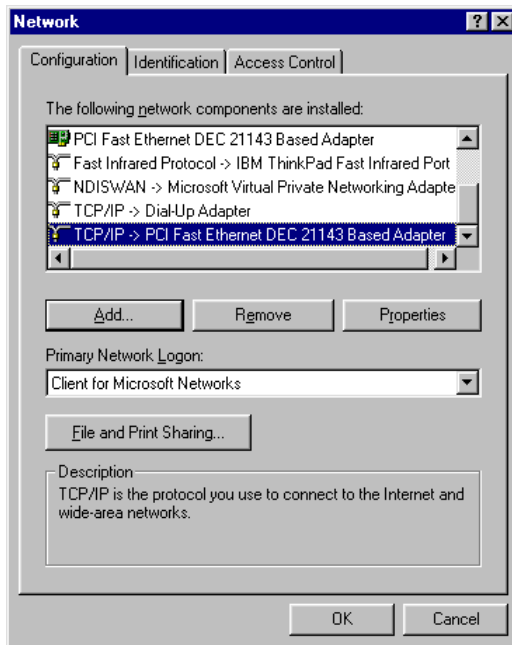 Network
Configuration Identification Access Control
The following network components are installed:
PCI Fast Ethernet DEC 21143 Based Adapter
Fast Infrared Protocol -> IBM ThinkPad Fast Infrared Port
NDISWAN -> Microsoft Virtual Private Networking Adapte
TCP/IP -> Dial-Up Adapter
TCP/IP -> PCI Fast Ethernet DEC 21143 Based Adapter
Add... Remove Properties
Primary Network Logon:
Client for Microsoft Networks
File and Print Sharing...
Description
TCP/IP is the protocol you use to connect to the Internet and
wide-area networks.
OK Cancel